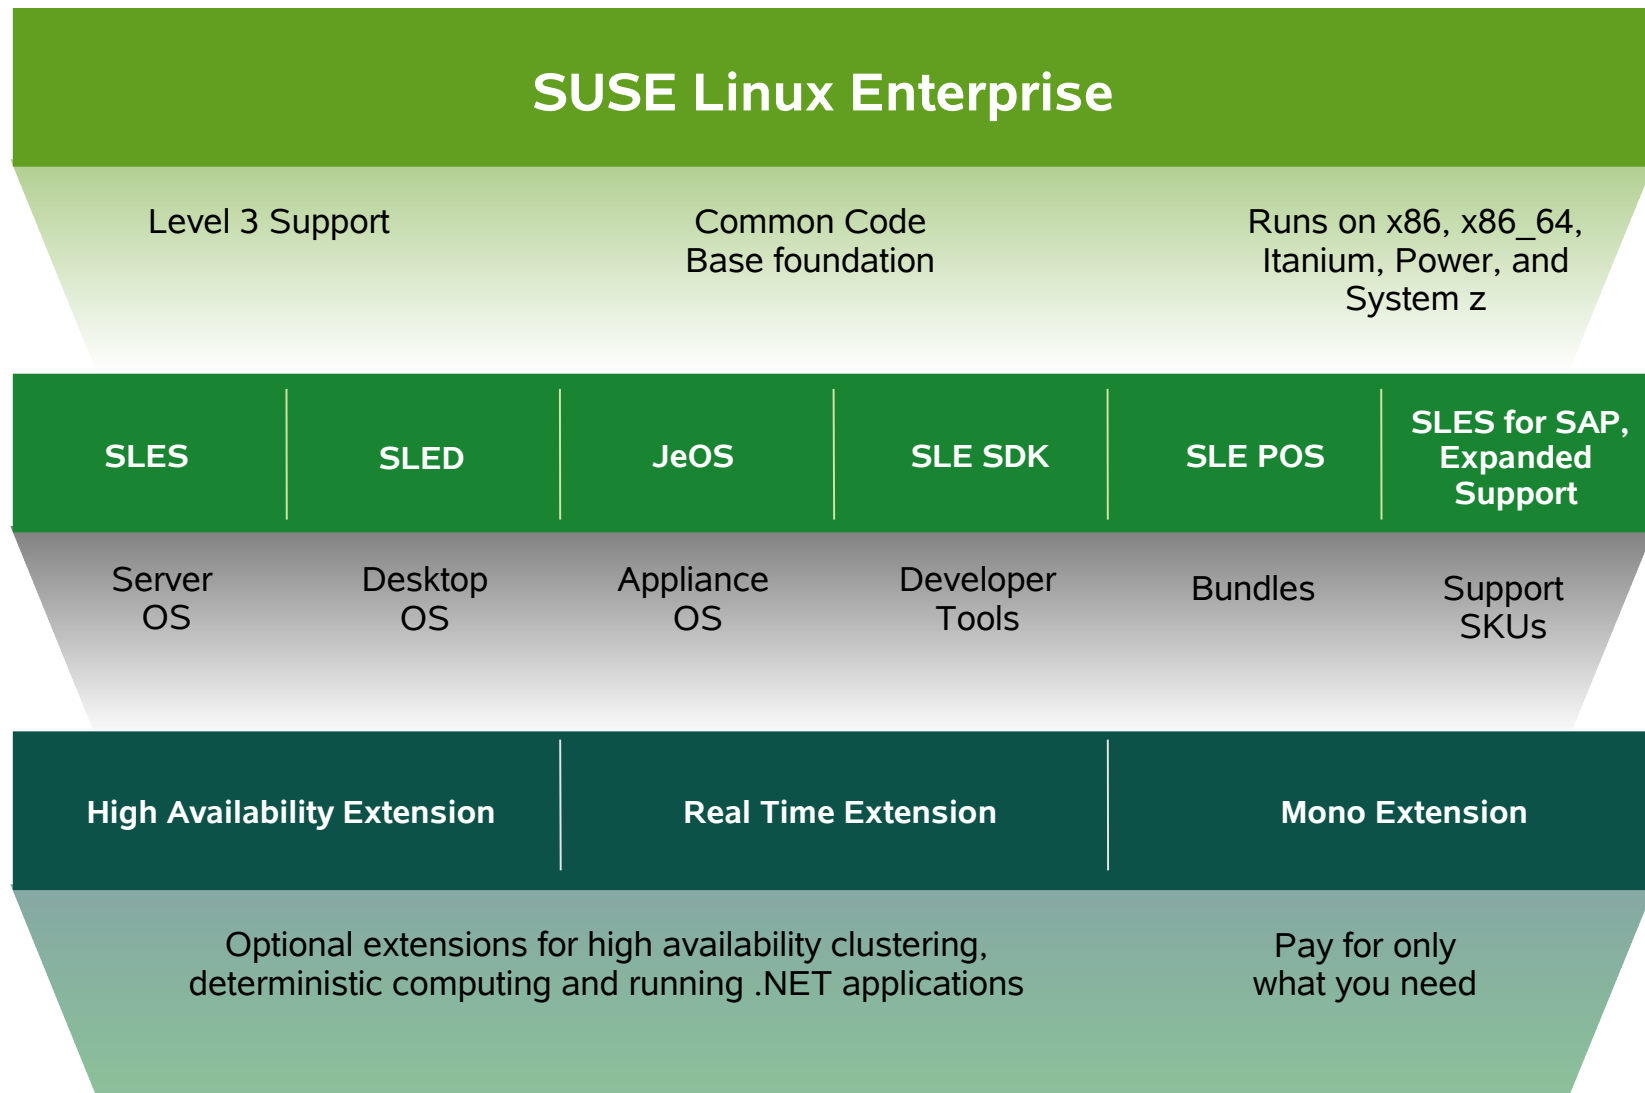 SUSE Linux Enterprise
Level 3 Support
Common Code
Base foundation
Runs on x86, x86_64,
Itanium, Power, and
System z
SLES
SLED
JeOS
SLE SDK
SLE POS
SLES for SAP,
Expanded
Support
Server
OS
Desktop
OS
Appliance
OS
Developer
Tools
Bundles
Support
SKUs
High Availability Extension
Real Time Extension
Mono Extension
Optional extensions for high availability clustering,
deterministic computing and running .NET applications
Pay for only
what you need